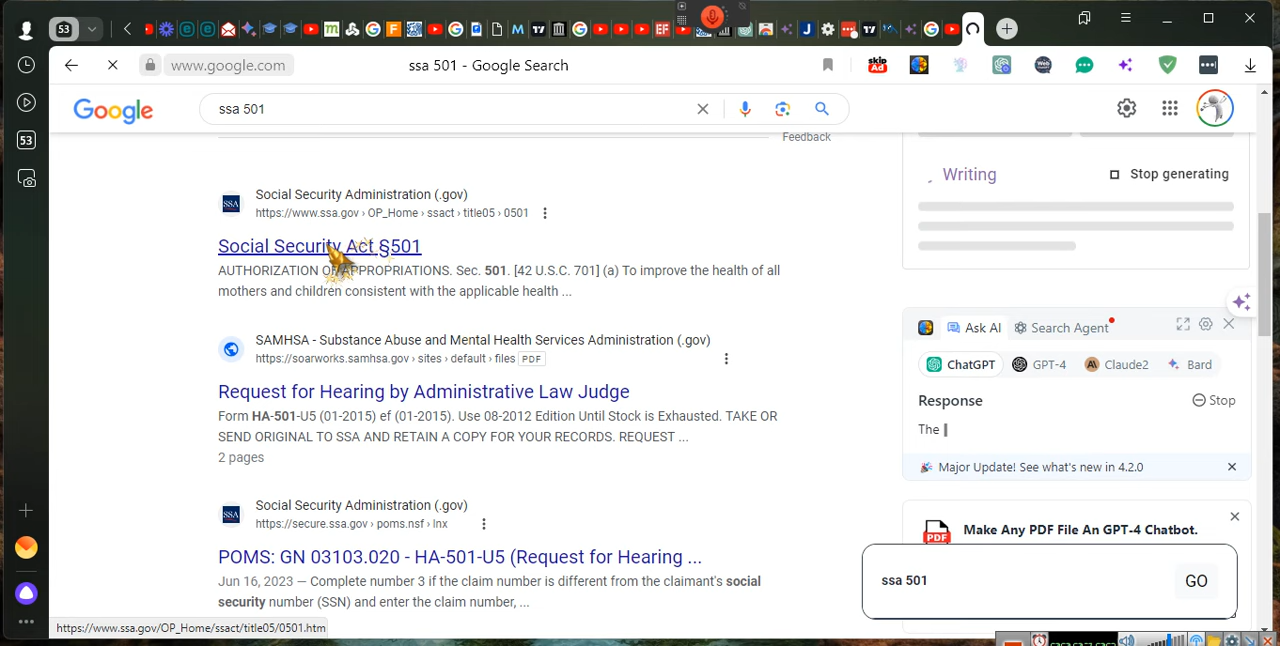 53
www.google.com
ssa 501 - Google Search
skip Ad
Google
ssa 501
53
Feedback
Social Security Administration (.gov)
https://www.ssa.gov › OP_Home › ssact › title05 › 0501
SSA
Social Security Act §501
AUTHORIZATION OF APPROPRIATIONS. Sec. 501. [42 U.S.C. 701] (a) To improve the health of all
mothers and children consistent with the applicable health ...
SAMHSA - Substance Abuse and Mental Health Services Administration (.gov)
https://soarworks.samhsa.gov › sites › default › files PDF
Request for Hearing by Administrative Law Judge
Form HA-501-U5 (01-2015) ef (01-2015). Use 08-2012 Edition Until Stock is Exhausted. TAKE OR
SEND ORIGINAL TO SSA AND RETAIN A COPY FOR YOUR RECORDS. REQUEST ...
2 pages
Social Security Administration (.gov)
https://secure.ssa.gov › poms.nsf › lnx
SSA
POMS: GN 03103.020 - HA-501-U5 (Request for Hearing ...
Jun 16, 2023 — Complete number 3 if the claim number is different from the claimant's social
security number (SSN) and enter the claim number, ...
https://www.ssa.gov/OP_Home/ssact/title05/0501.htm
Writing
Stop generating
Ask AI
Search Agent
ChatGPT
GPT-4
Claude2
Bard
Response
Stop
The
Major Update! See what's new in 4.2.0
PDF
Make Any PDF File An GPT-4 Chatbot.
ssa 501
GO